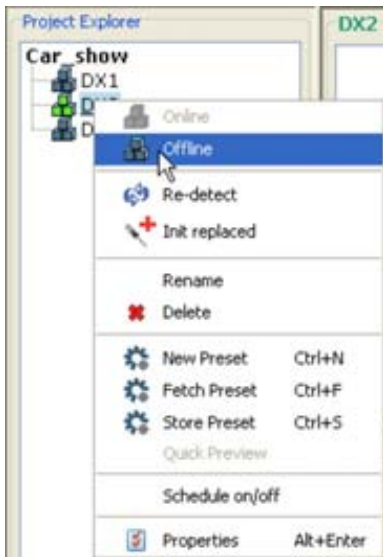 Project Explorer
DX2
Car_show
DX1
Online
Offline
Re-detect
Init replaced
Rename
Delete
New Preset Ctrl+N
Fetch Preset Ctrl+F
Store Preset Ctrl+S
Quick Preview
Schedule on/off
Properties Alt+Enter